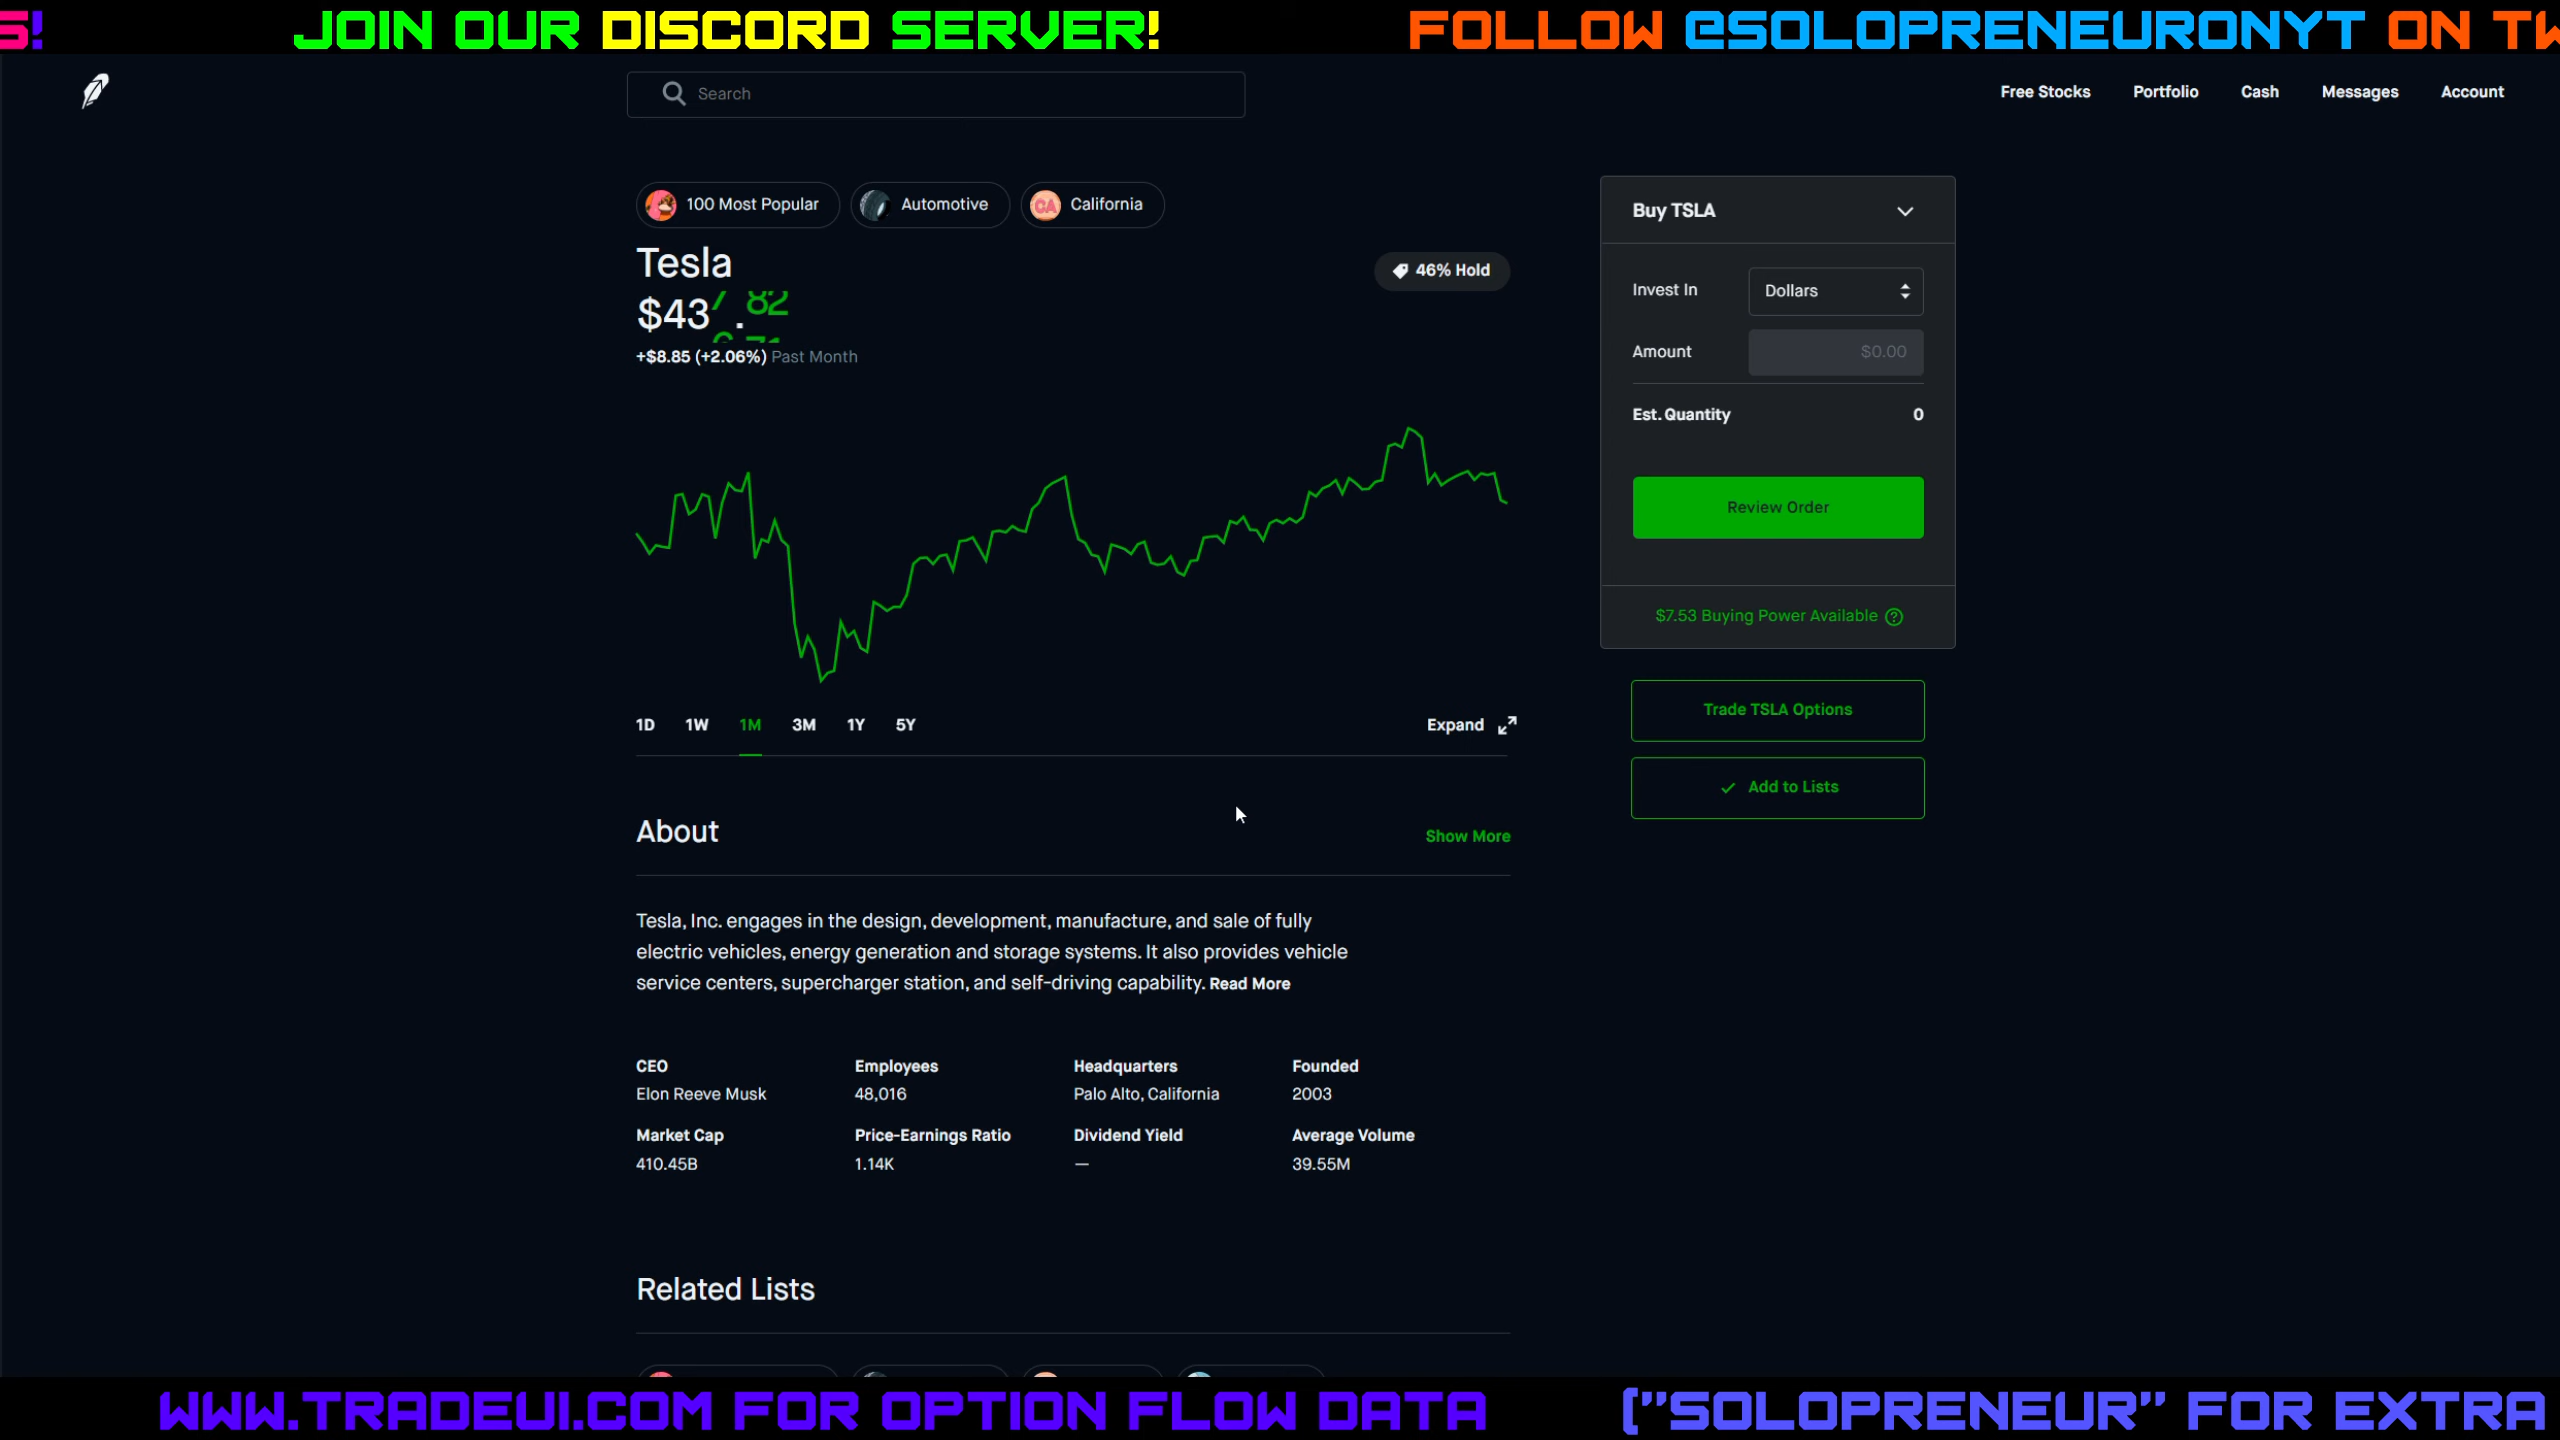 S!
JOIN OUR DISCORD SERVER!
FOLLOW @SOLOPRENEURONYT ON TW
Search
Free Stocks
Portfolio
Cash
Messages
Account
100 Most Popular
Automotive
CA California
Tesla
46% Hold
+$8.85 (+2.06%) Past Month
1D 1W 1M 3M 1Y 5Y
Expand
Buy TSLA
Invest In Dollars
Amount $0.00
Est. Quantity 0
Review Order
$7.53 Buying Power Available ?
Trade TSLA Options
Add to Lists
About
Show More
Tesla, Inc. engages in the design, development, manufacture, and sale of fully
electric vehicles, energy generation and storage systems. It also provides vehicle
service centers, supercharger station, and self-driving capability. Read More
CEO Employees Headquarters Founded
Elon Reeve Musk 48,016 Palo Alto, California 2003
Market Cap Price-Earnings Ratio Dividend Yield Average Volume
410.45B 1.14K — 39.55M
Related Lists
WWW.TRADEUI.COM FOR OPTION FLOW DATA
("SOLOPRENEUR" FOR EXTRA